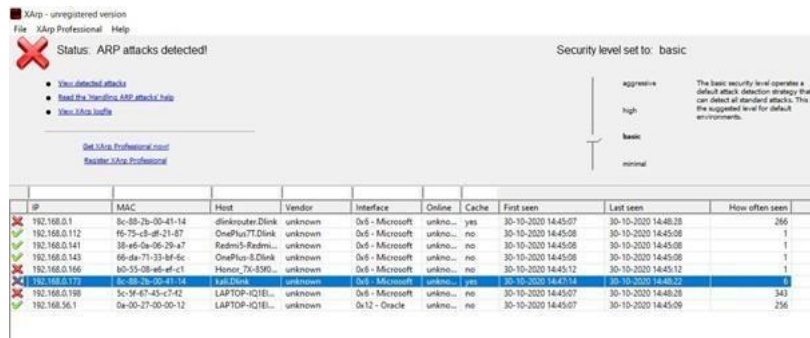 XArp - unregistered version
File XArp Professional Help
Status: ARP attacks detected!
Security level set to: basic
View detected attacks
Read the 'Handling ARP attacks' help
View XArp logfile
Get XArp Professional now!
Register XArp Professional
aggressive
high
basic
minimal
The basic security level operates a
default attack detection strategy that
can detect all standard attacks. This
the suggested level for default
environments.
IP MAC Host Vendor Interface Online Cache First seen Last seen How often seen
192.168.0.1 8c-88-2b-00-41-14 dlinkrouter.Dlink unknown 0x6 - Microsoft unkno... yes 30-10-2020 14:45:07 30-10-2020 14:48:28 266
192.168.0.112 f6-75-c8-df-21-87 OnePlus7T.Dlink unknown 0x6 - Microsoft unkno... no 30-10-2020 14:45:08 30-10-2020 14:45:08 1
192.168.0.141 38-e6-0a-06-29-a7 Redmi5-Redmi... unknown 0x6 - Microsoft unkno... no 30-10-2020 14:45:08 30-10-2020 14:45:08 1
192.168.0.143 66-da-71-33-bf-6c OnePlus-8.Dlink unknown 0x6 - Microsoft unkno... no 30-10-2020 14:45:08 30-10-2020 14:45:08 1
192.168.0.166 b0-55-08-e6-ef-c1 Honor_7X-85f0... unknown 0x6 - Microsoft unkno... no 30-10-2020 14:45:12 30-10-2020 14:45:12 1
192.168.0.173 8c-88-2b-00-41-14 kali.Dlink unknown 0x6 - Microsoft unkno... yes 30-10-2020 14:47:14 30-10-2020 14:48:22 6
192.168.0.198 5c-5f-67-45-c7-f2 LAPTOP-IQ1EI... unknown 0x6 - Microsoft unkno... no 30-10-2020 14:45:07 30-10-2020 14:48:28 343
192.168.56.1 0a-00-27-00-00-12 LAPTOP-IQ1EI... unknown 0x12 - Oracle unkno... no 30-10-2020 14:45:07 30-10-2020 14:45:09 256